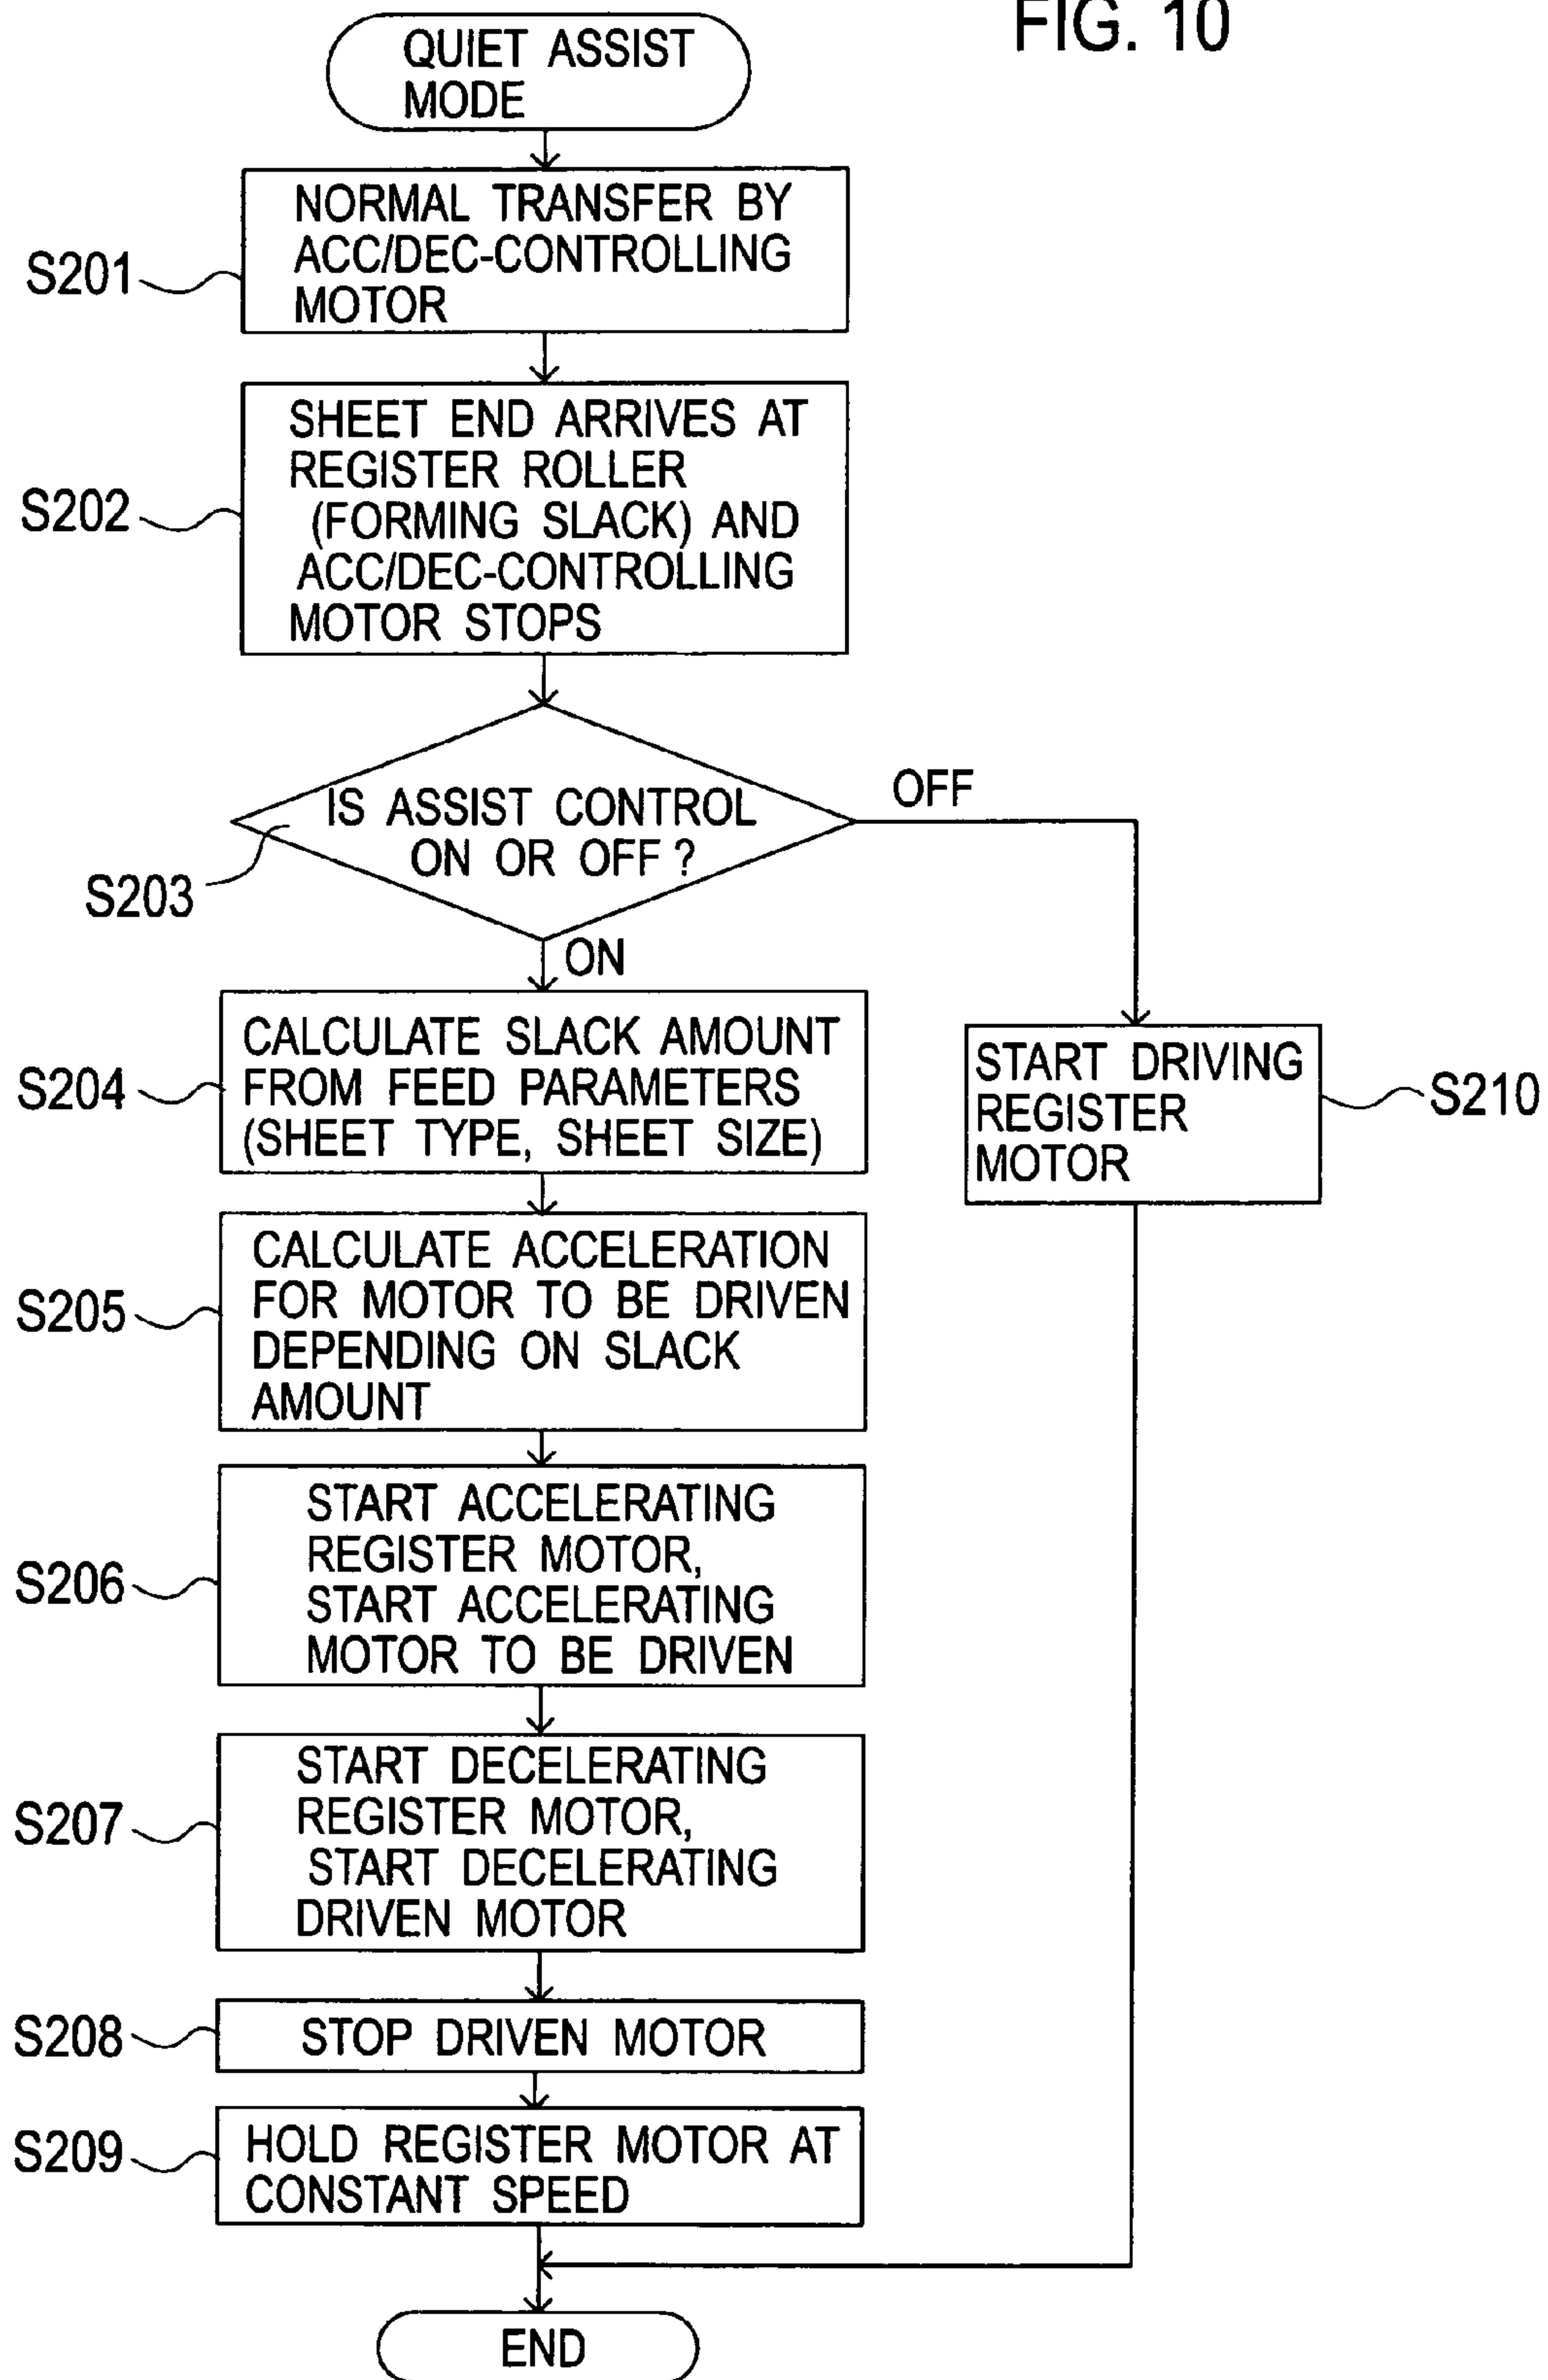 FIG. 10
QUIET ASSIST
MODE
S201
NORMAL TRANSFER BY
ACC/DEC-CONTROLLING
MOTOR
S202
SHEET END ARRIVES AT
REGISTER ROLLER
(FORMING SLACK) AND
ACC/DEC-CONTROLLING
MOTOR STOPS
S203
IS ASSIST CONTROL
ON OR OFF ?
OFF
ON
S204
CALCULATE SLACK AMOUNT
FROM FEED PARAMETERS
(SHEET TYPE, SHEET SIZE)
START DRIVING
REGISTER
MOTOR
S210
S205
CALCULATE ACCELERATION
FOR MOTOR TO BE DRIVEN
DEPENDING ON SLACK
AMOUNT
S206
START ACCELERATING
REGISTER MOTOR,
START ACCELERATING
MOTOR TO BE DRIVEN
S207
START DECELERATING
REGISTER MOTOR,
START DECELERATING
DRIVEN MOTOR
S208
STOP DRIVEN MOTOR
S209
HOLD REGISTER MOTOR AT
CONSTANT SPEED
END